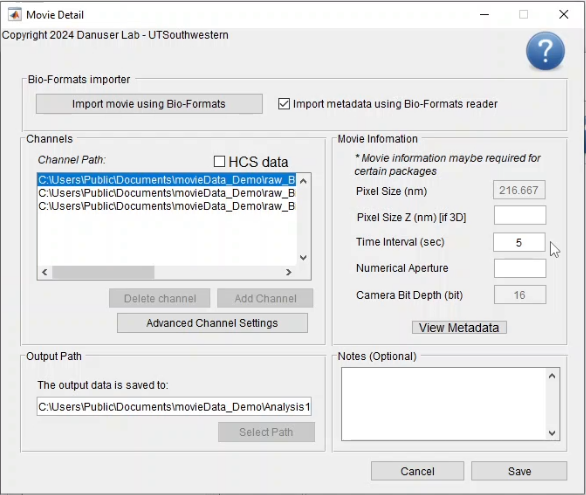 Movie Detail
Copyright 2024 Danuser Lab - UTSouthwestern
?
Bio-Formats importer
Import movie using Bio-Formats
Import metadata using Bio-Formats reader
Channels
Channel Path:
HCS data
C:\Users\Public\Documents\movieData_Demo\raw_B
C:\Users\Public\Documents\movieData_Demo\raw_B
C:\Users\Public\Documents\movieData_Demo\raw_B
Delete channel
Add Channel
Advanced Channel Settings
Movie Infomation
* Movie information maybe required for
certain packages
Pixel Size (nm) 216.667
Pixel Size Z (nm) [if 3D]
Time Interval (sec) 5
Numerical Aperture
Camera Bit Depth (bit) 16
View Metadata
Output Path
The output data is saved to:
C:\Users\Public\Documents\movieData_Demo\Analysis1
Select Path
Notes (Optional)
Cancel
Save